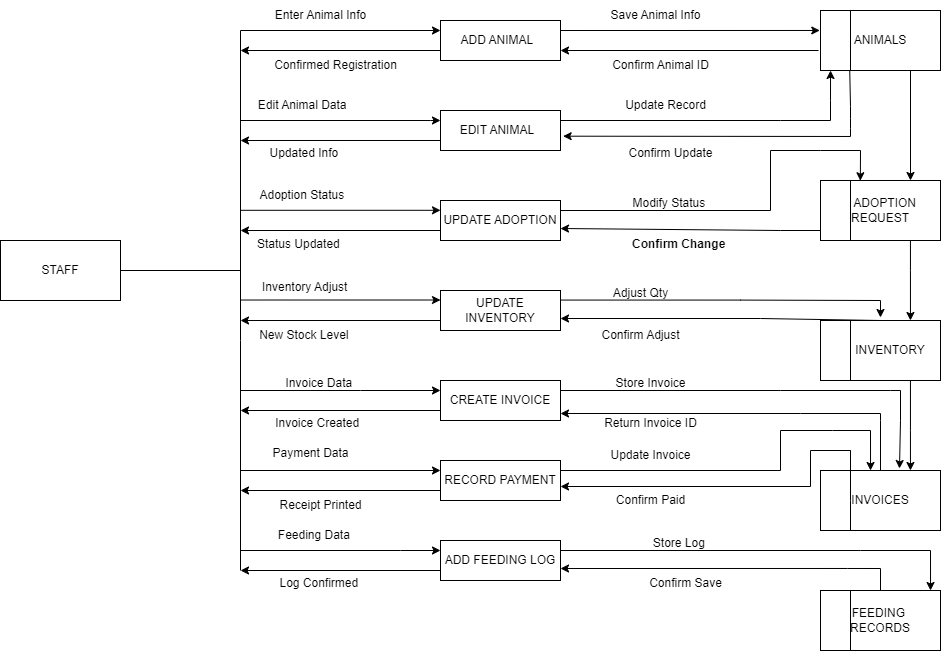 Enter Animal Info
Save Animal Info
ADD ANIMAL
ANIMALS
Confirmed Registration
Confirm Animal ID
Edit Animal Data
Update Record
EDIT ANIMAL
Updated Info
Confirm Update
Adoption Status
Modify Status
UPDATE ADOPTION
ADOPTION
REQUEST
Status Updated
Confirm Change
STAFF
Inventory Adjust
Adjust Qty
UPDATE
INVENTORY
New Stock Level
Confirm Adjust
INVENTORY
Invoice Data
Store Invoice
CREATE INVOICE
Invoice Created
Return Invoice ID
Payment Data
Update Invoice
RECORD PAYMENT
Receipt Printed
Confirm Paid
INVOICES
Feeding Data
Store Log
ADD FEEDING LOG
Log Confirmed
Confirm Save
FEEDING
RECORDS